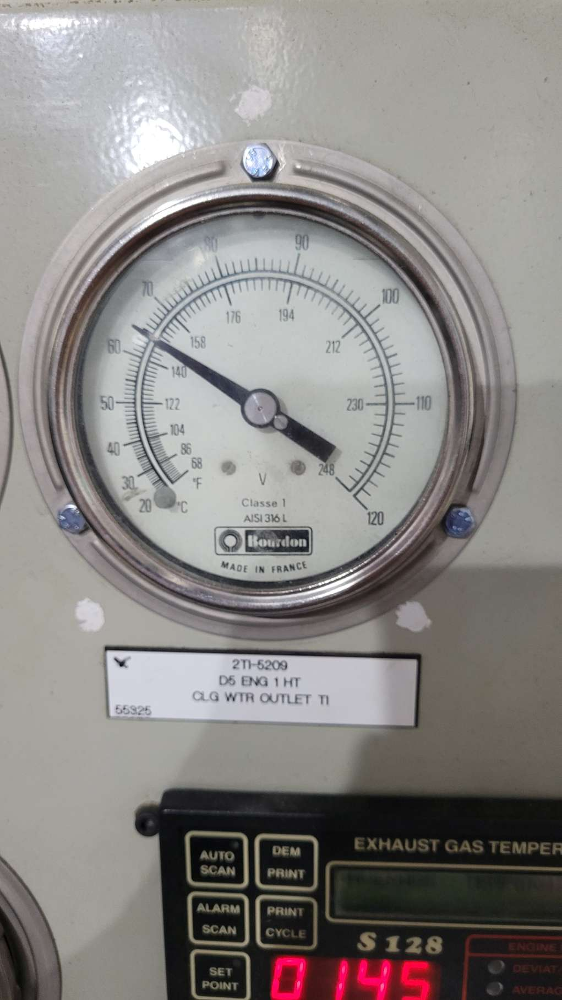 80
90
70
100
176
194
60
158
212
140
50
122
230
110
104
40
86
68
248
30
°F
V
20
°C
Classe 1
120
AISI 316 L
Bourdon
MADE IN FRANCE
2TI-5209
D5 ENG 1 HT
CLG WTR OUTLET TI
55325
EXHAUST GAS TEMPER
AUTO
SCAN
DEM
PRINT
ALARM
SCAN
PRINT
CYCLE
S 128
SET
POINT
0145
ENGINE
DEVIAT
AVERAG